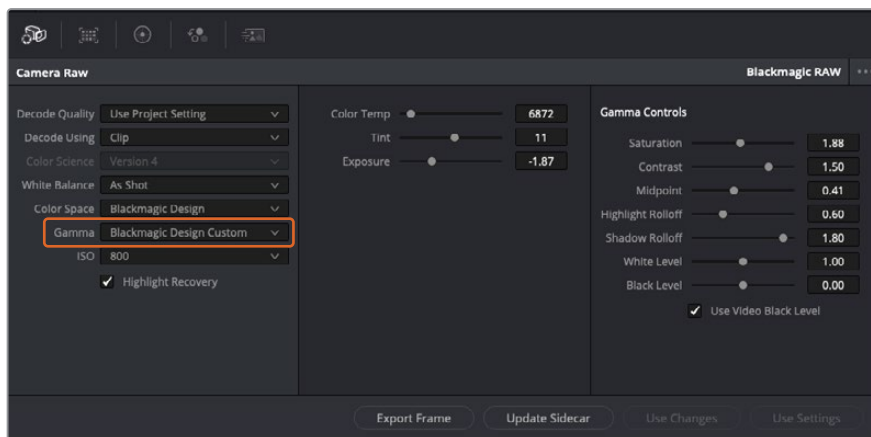 Camera Raw
Blackmagic RAW
Decode Quality Use Project Setting
Decode Using Clip
Color Science Version 4
White Balance As Shot
Color Space Blackmagic Design
Gamma Blackmagic Design Custom
ISO 800
Highlight Recovery
Color Temp 6872
Tint 11
Exposure -1.87
Gamma Controls
Saturation 1.88
Contrast 1.50
Midpoint 0.41
Highlight Rolloff 0.60
Shadow Rolloff 1.80
White Level 1.00
Black Level 0.00
Use Video Black Level
Export Frame
Update Sidecar
Use Changes
Use Settings